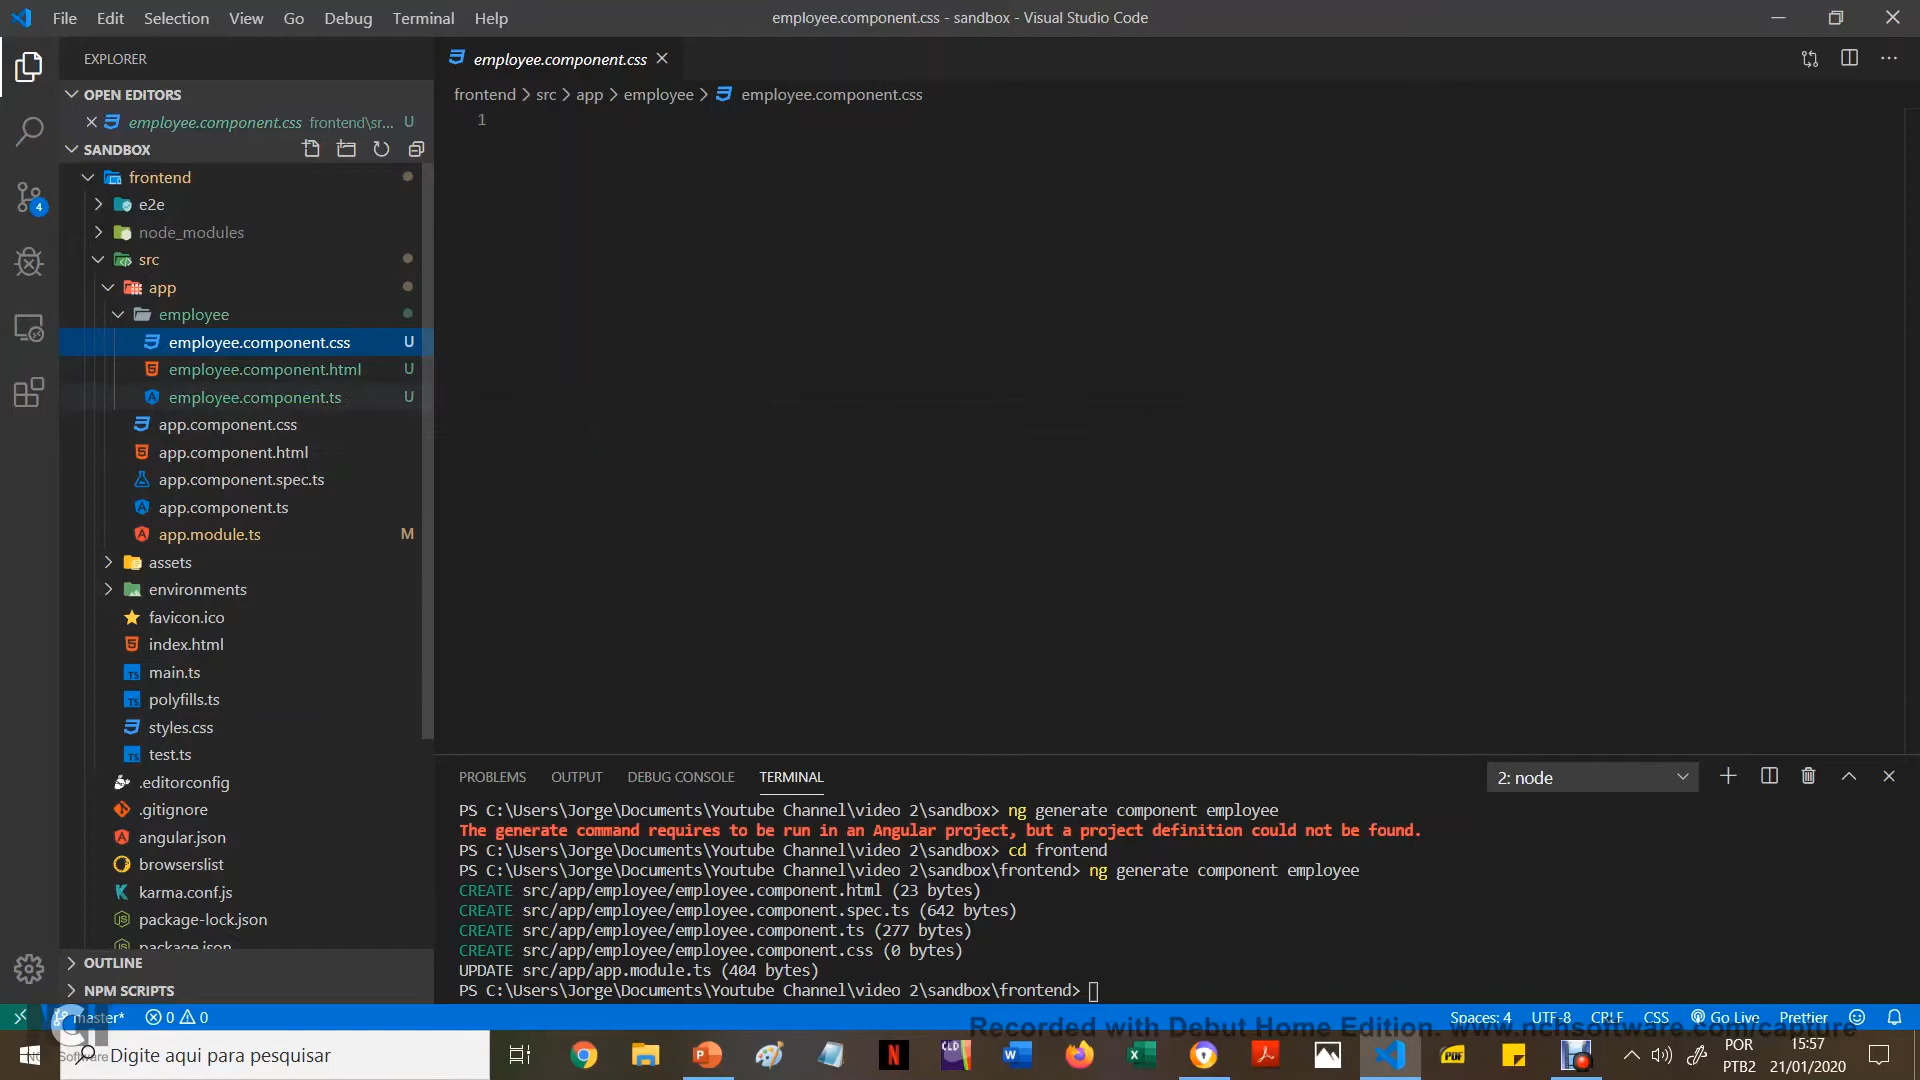 File Edit Selection View Go Debug Terminal Help
employee.component.css - sandbox - Visual Studio Code
EXPLORER
employee.component.css
OPEN EDITORS
employee.component.css frontend\sr... U
frontend > src > app > employee > employee.component.css
1
SANDBOX
frontend
e2e
node_modules
src
app
employee
employee.component.css U
employee.component.html U
employee.component.ts U
app.component.css
app.component.html
app.component.spec.ts
app.component.ts
app.module.ts M
assets
environments
favicon.ico
index.html
main.ts
polyfills.ts
styles.css
test.ts
.editorconfig
.gitignore
angular.json
browserslist
karma.conf.js
package-lock.json
package.json
OUTLINE
NPM SCRIPTS
4
PROBLEMS OUTPUT DEBUG CONSOLE TERMINAL
2: node
PS C:\Users\Jorge\Documents\Youtube Channel\video 2\sandbox> ng generate component employee
The generate command requires to be run in an Angular project, but a project definition could not be found.
PS C:\Users\Jorge\Documents\Youtube Channel\video 2\sandbox> cd frontend
PS C:\Users\Jorge\Documents\Youtube Channel\video 2\sandbox\frontend> ng generate component employee
CREATE src/app/employee/employee.component.html (23 bytes)
CREATE src/app/employee/employee.component.spec.ts (642 bytes)
CREATE src/app/employee/employee.component.ts (277 bytes)
CREATE src/app/employee/employee.component.css (0 bytes)
UPDATE src/app/app.module.ts (404 bytes)
PS C:\Users\Jorge\Documents\Youtube Channel\video 2\sandbox\frontend>
master* 0 0
Spaces: 4 UTF-8 CRLF CSS Go Live Prettier
Recorded with Debut Home Edition. www.nchsoftware.com/capture
Software
Digite aqui para pesquisar
N
CLD
PDF
POR
PTB2
15:57
21/01/2020